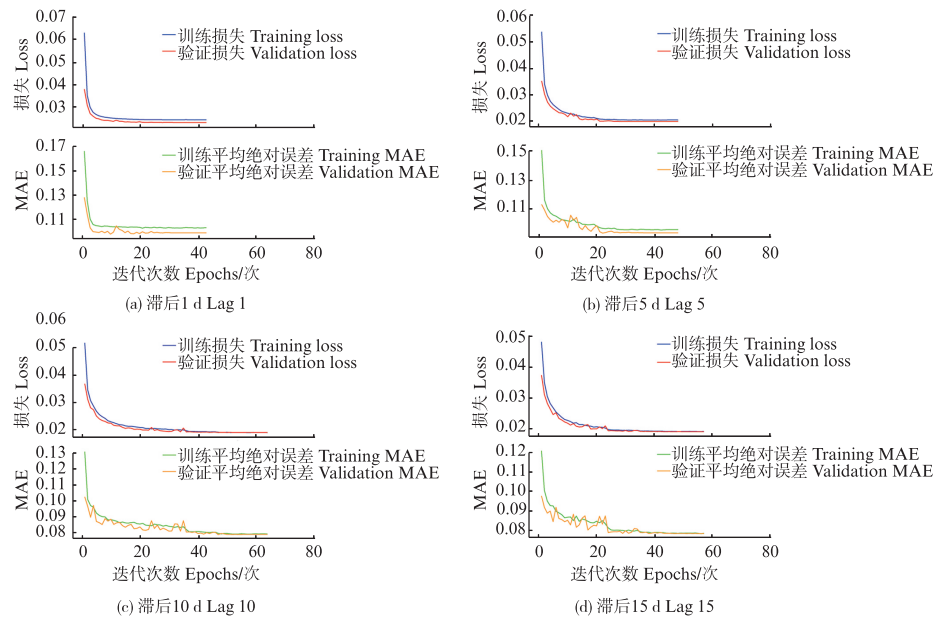 0.07
0.06
0.05
0.04
0.03
损失 Loss
训练损失 Training loss
验证损失 Validation loss
0.17
0.15
0.13
0.11
MAE
训练平均绝对误差 Training MAE
验证平均绝对误差 Validation MAE
0 20 40 60 80
迭代次数 Epochs/次
(a) 滞后1 d Lag 1
0.06
0.05
0.04
0.03
0.02
损失 Loss
训练损失 Training loss
验证损失 Validation loss
0.15
0.13
0.11
MAE
训练平均绝对误差 Training MAE
验证平均绝对误差 Validation MAE
0 20 40 60 80
迭代次数 Epochs/次
(b) 滞后5 d Lag 5
0.06
0.05
0.04
0.03
0.02
损失 Loss
训练损失 Training loss
验证损失 Validation loss
0.13
0.12
0.11
0.10
0.09
0.08
MAE
训练平均绝对误差 Training MAE
验证平均绝对误差 Validation MAE
0 20 40 60 80
迭代次数 Epochs/次
(c) 滞后10 d Lag 10
0.05
0.04
0.03
0.02
损失 Loss
训练损失 Training loss
验证损失 Validation loss
0.12
0.11
0.10
0.09
0.08
MAE
训练平均绝对误差 Training MAE
验证平均绝对误差 Validation MAE
0 20 40 60 80
迭代次数 Epochs/次
(d) 滞后15 d Lag 15